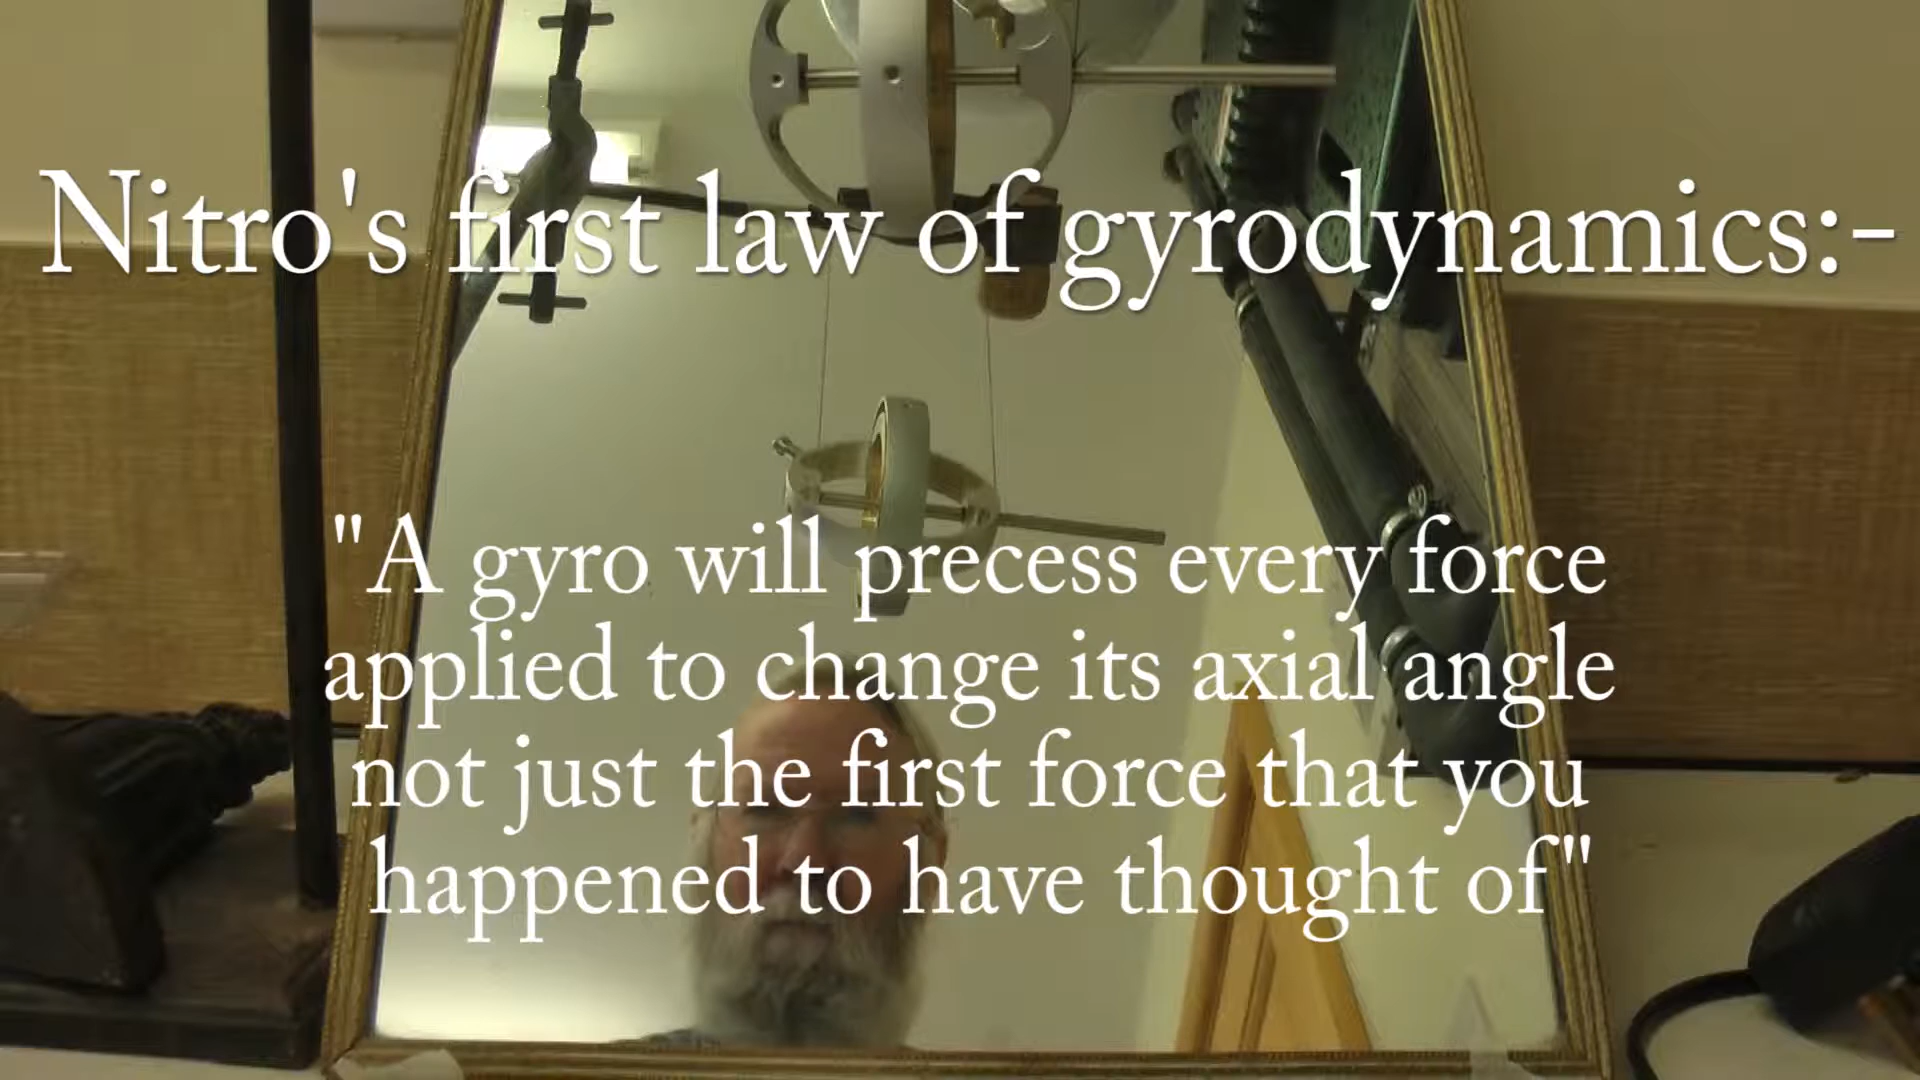 Nitro's first law of gyrodynamics:-
"A gyro will precess every force
applied to change its axial angle
not just the first force that you
happened to have thought of"